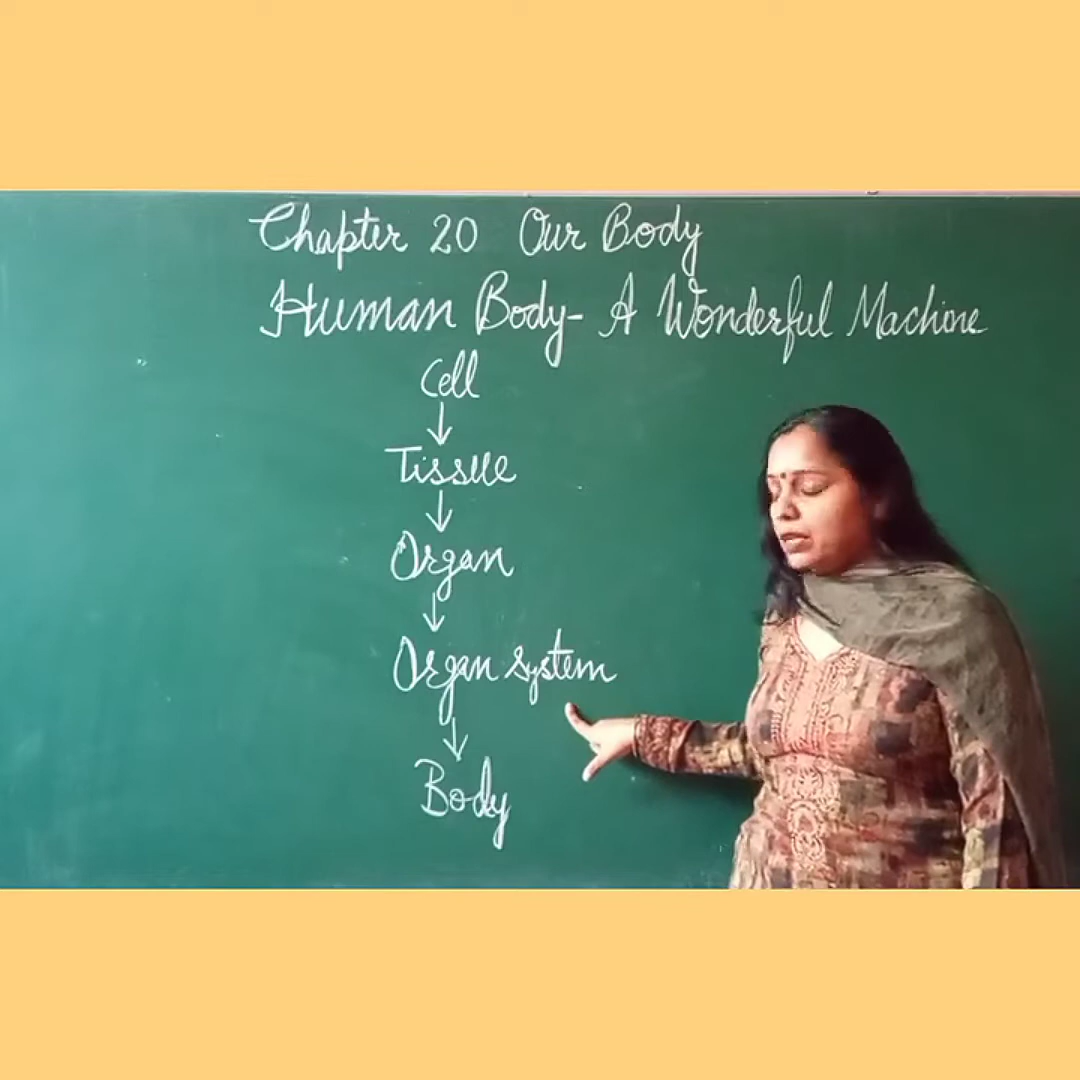 Chapter 20 Our Body
Human Body- A Wonderful Machine
Cell
↓
Tissue
↓
Organ
↓
Organ system
↓
Body